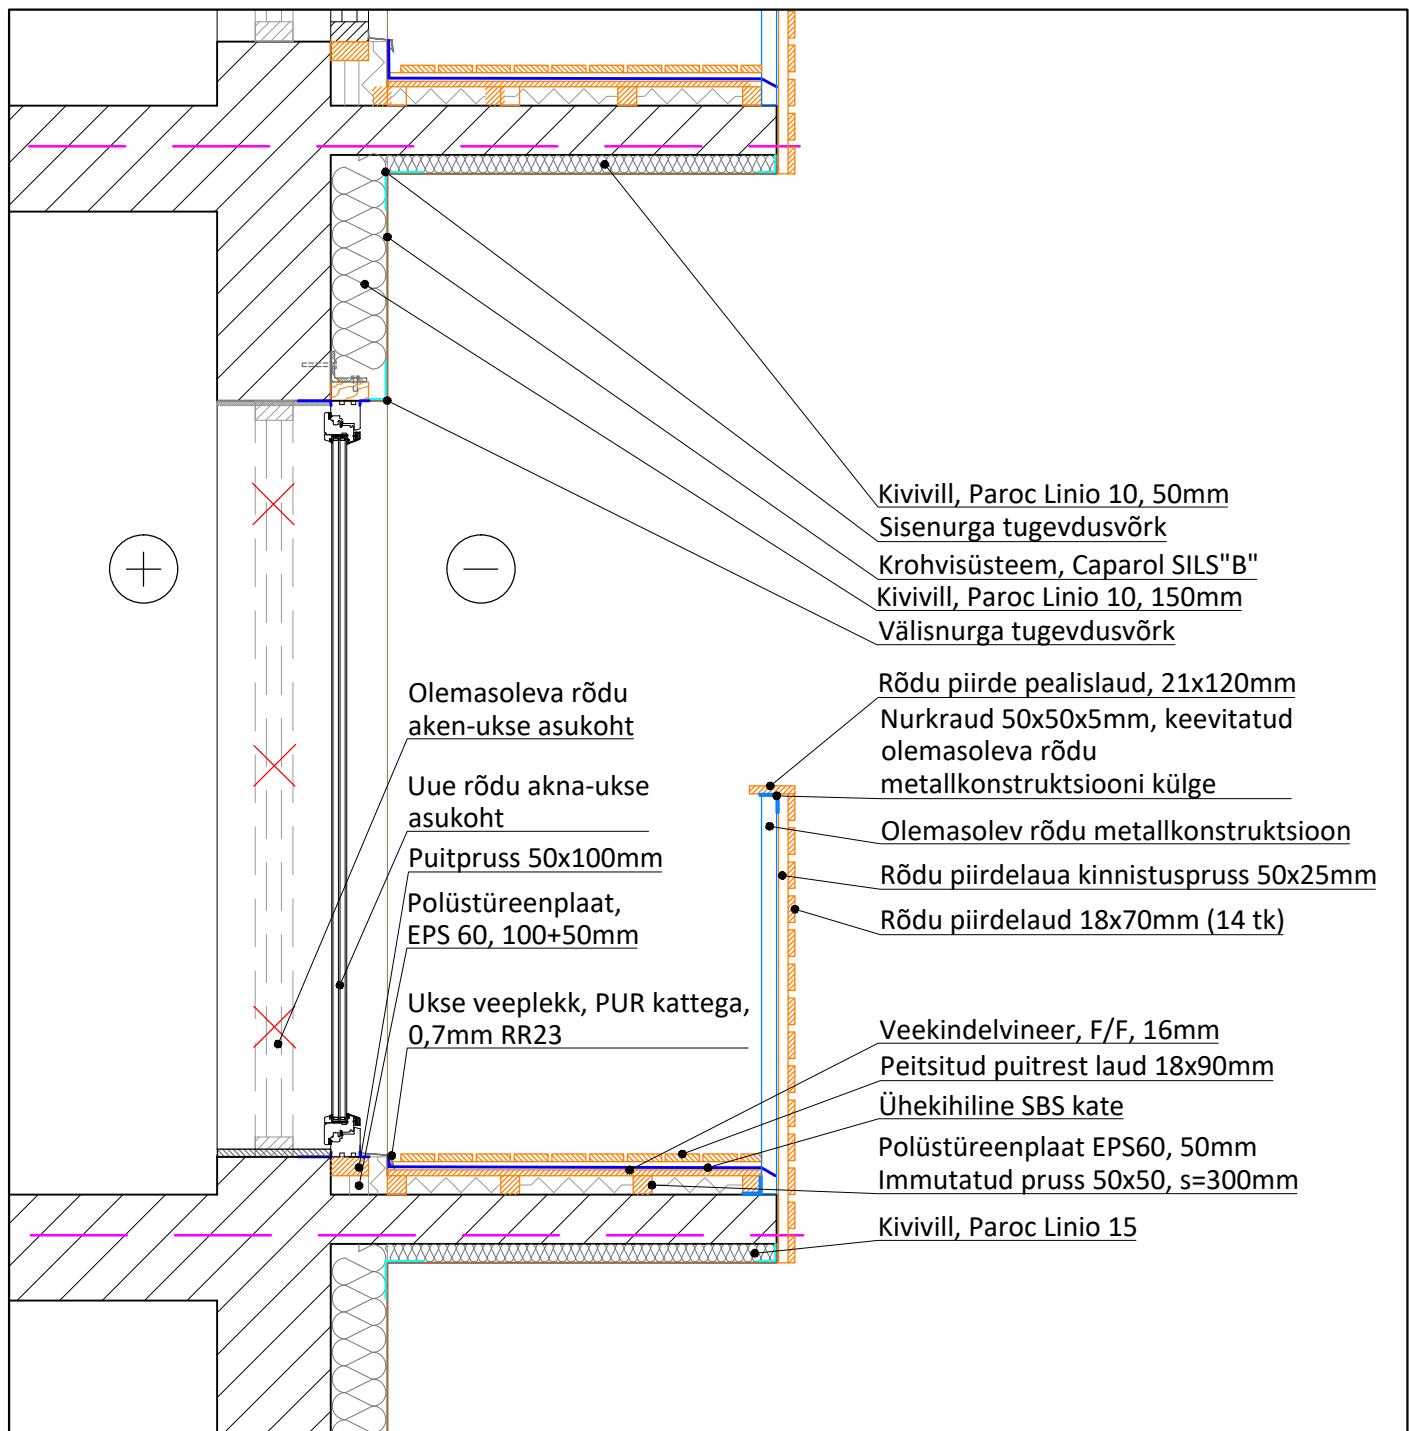 Kivivill, Paroc Linio 10, 50mm
Sisenurga tugevdusvõrk
Krohvisüsteem, Caparol SILS"B"
Kivivill, Paroc Linio 10, 150mm
Välisnurga tugevdusvõrk
Olemasoleva rõdu
aken-ukse asukoht
Uue rõdu akna-ukse
asukoht
Puitpruss 50x100mm
Polüstüreenplaat,
EPS 60, 100+50mm
Ukse veeplekk, PUR kattega,
0,7mm RR23
Rõdu piirde pealislaud, 21x120mm
Nurkraud 50x50x5mm, keevitatud
olemasoleva rõdu
metallkonstruktsiooni külge
Olemasolev rõdu metallkonstruktsioon
Rõdu piirdelaua kinnistuspruss 50x25mm
Rõdu piirdelaud 18x70mm (14 tk)
Veekindelvineer, F/F, 16mm
Peitsitud puitrest laud 18x90mm
Ühekihiline SBS kate
Polüstüreenplaat EPS60, 50mm
Immutatud pruss 50x50, s=300mm
Kivivill, Paroc Linio 15